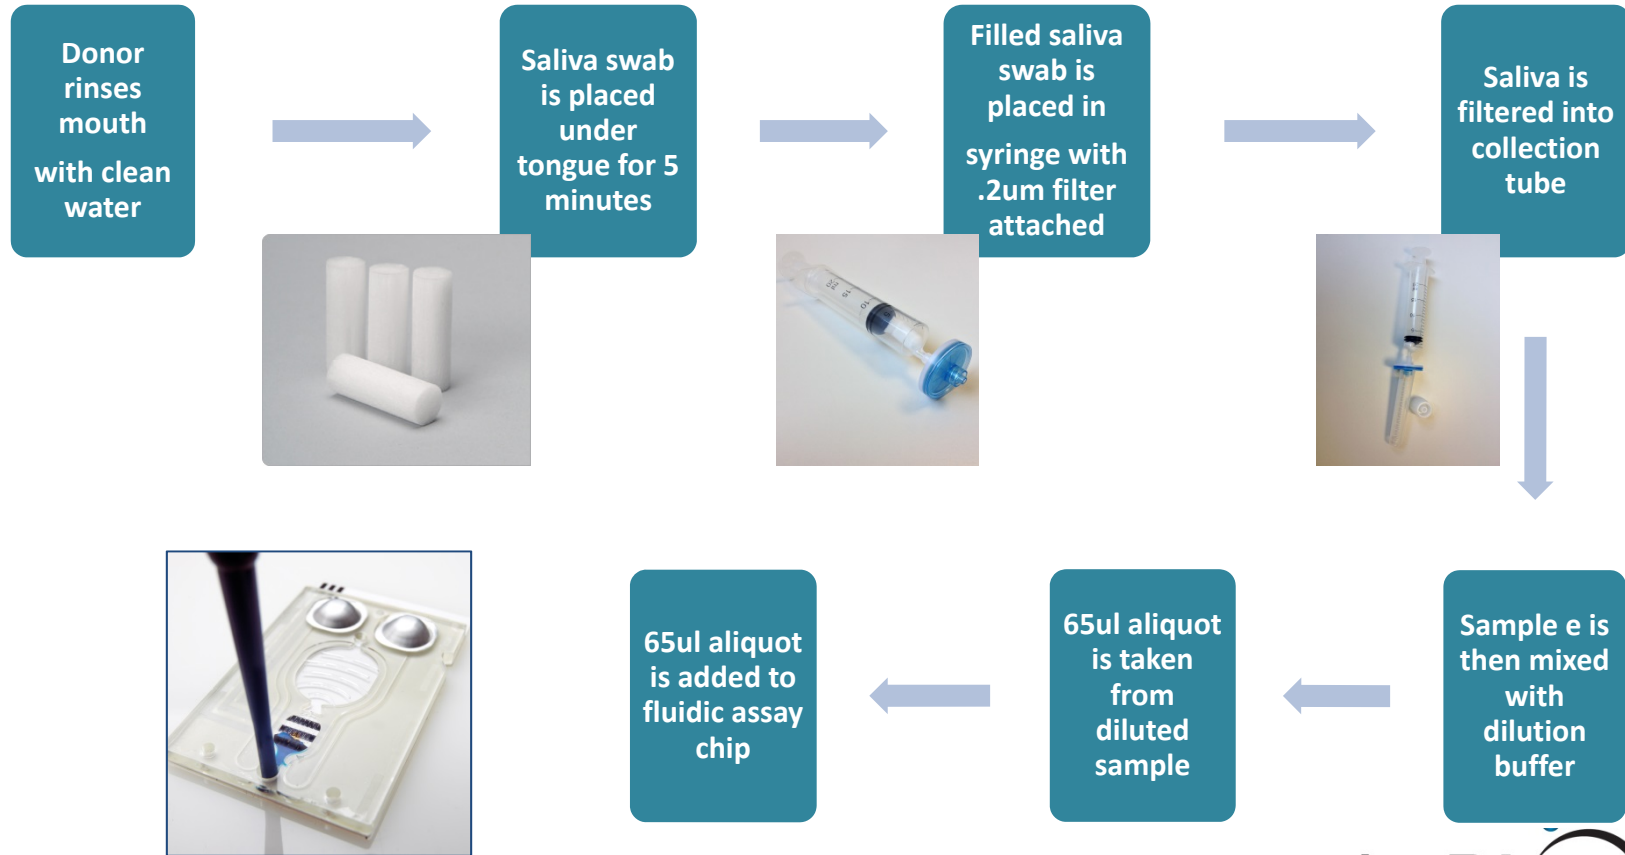 Donor
rinses
mouth
with clean
water
Saliva swab
is placed
under
tongue for 5
minutes
Filled saliva
swab is
placed in
syringe with
.2um filter
attached
Saliva is
filtered into
collection
tube
Sample e is
then mixed
with
dilution
buffer
65ul aliquot
is taken
from
diluted
sample
65ul aliquot
is added to
fluidic assay
chip